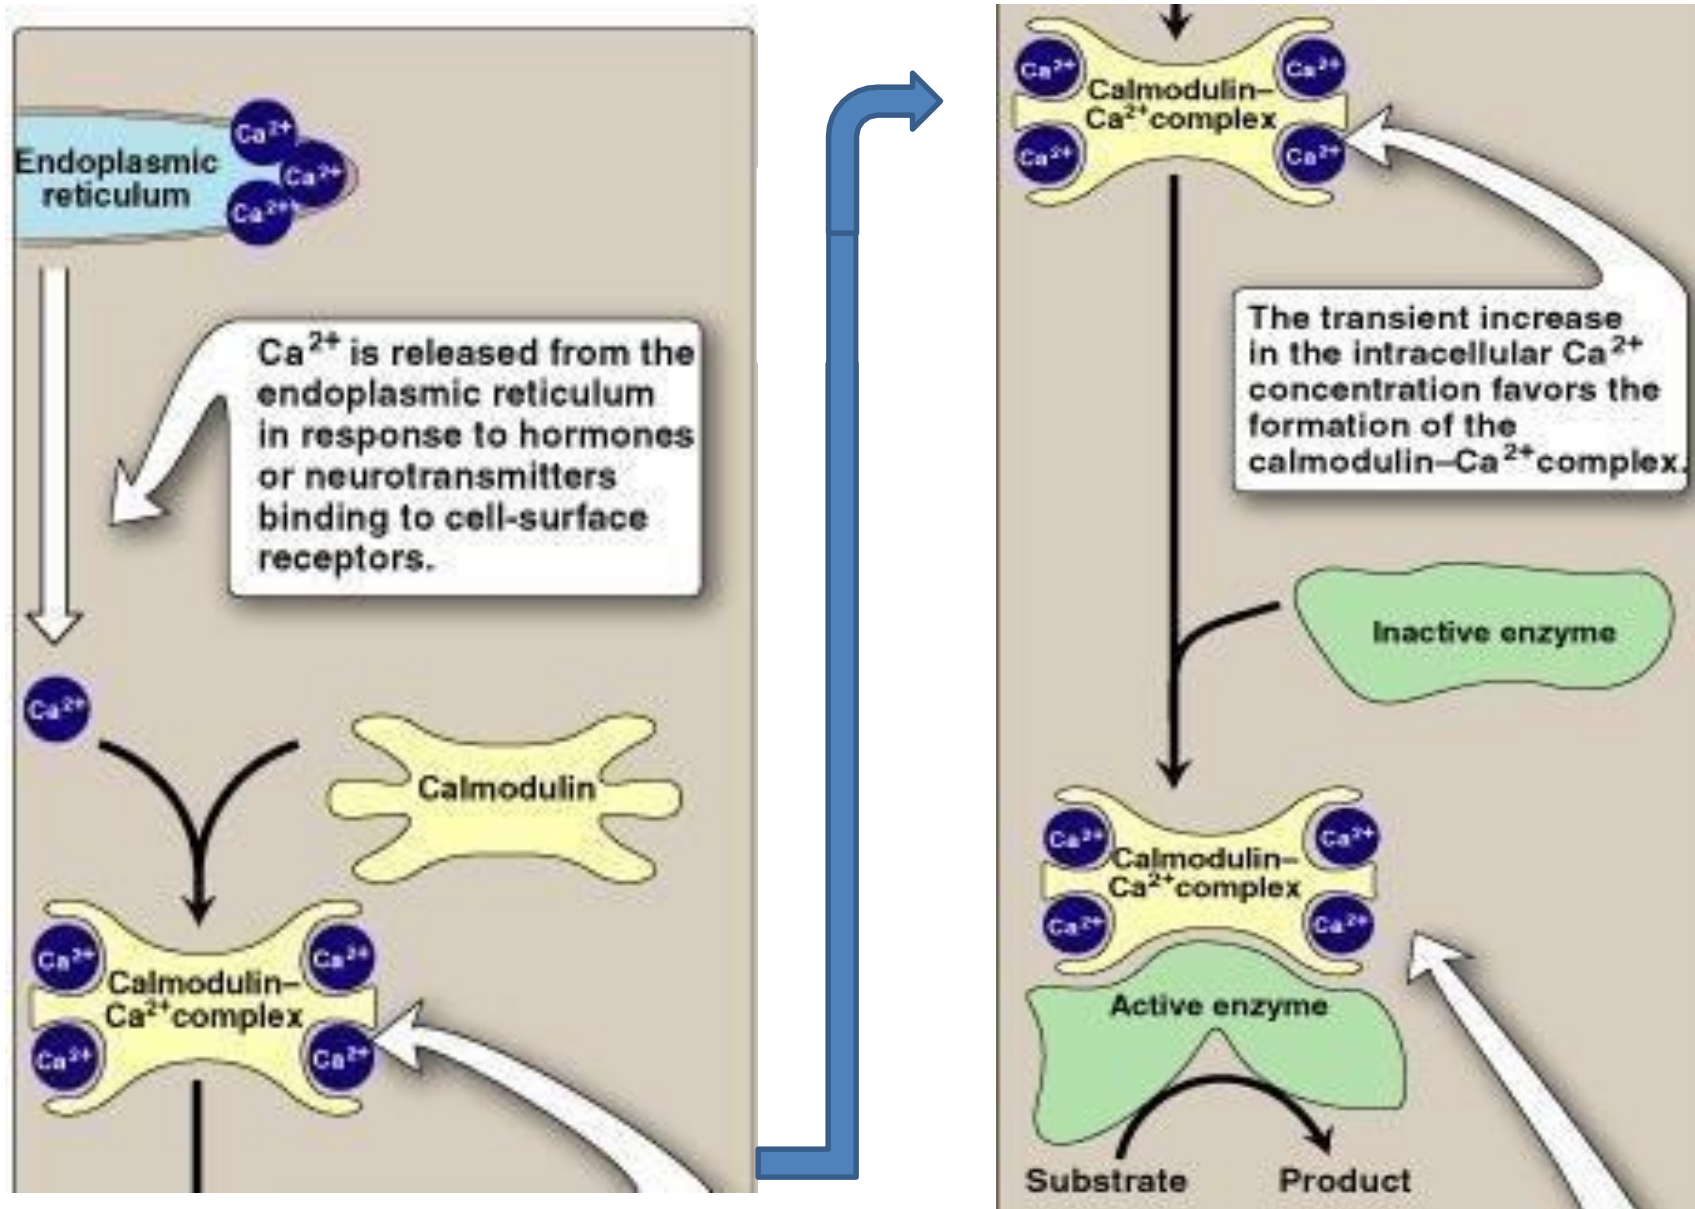 Ca²⁺
Ca²⁺
Ca²⁺
Endoplasmic
reticulum
Ca²⁺ is released from the
endoplasmic reticulum
in response to hormones
or neurotransmitters
binding to cell-surface
receptors.
Ca²⁺
Calmodulin
Ca²⁺
Ca²⁺
Calmodulin–
Ca²⁺complex
Ca²⁺
Ca²⁺
Ca²⁺
Ca²⁺
Calmodulin–
Ca²⁺complex
Ca²⁺
Ca²⁺
The transient increase
in the intracellular Ca²⁺
concentration favors the
formation of the
calmodulin–Ca²⁺complex.
Inactive enzyme
Ca²⁺
Ca²⁺
Calmodulin–
Ca²⁺complex
Ca²⁺
Ca²⁺
Active enzyme
Substrate
Product